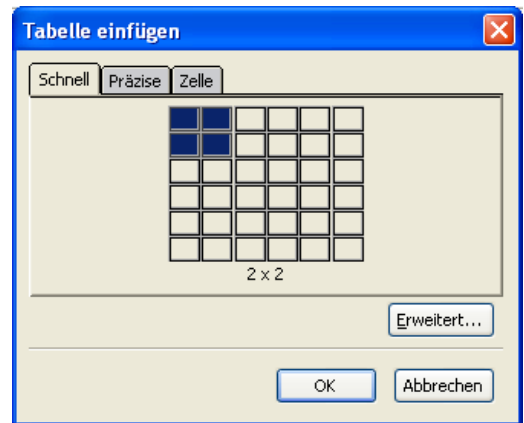 Tabelle einfügen
Schnell Präzise Zelle
2 x 2
Erweitert...
OK Abbrechen